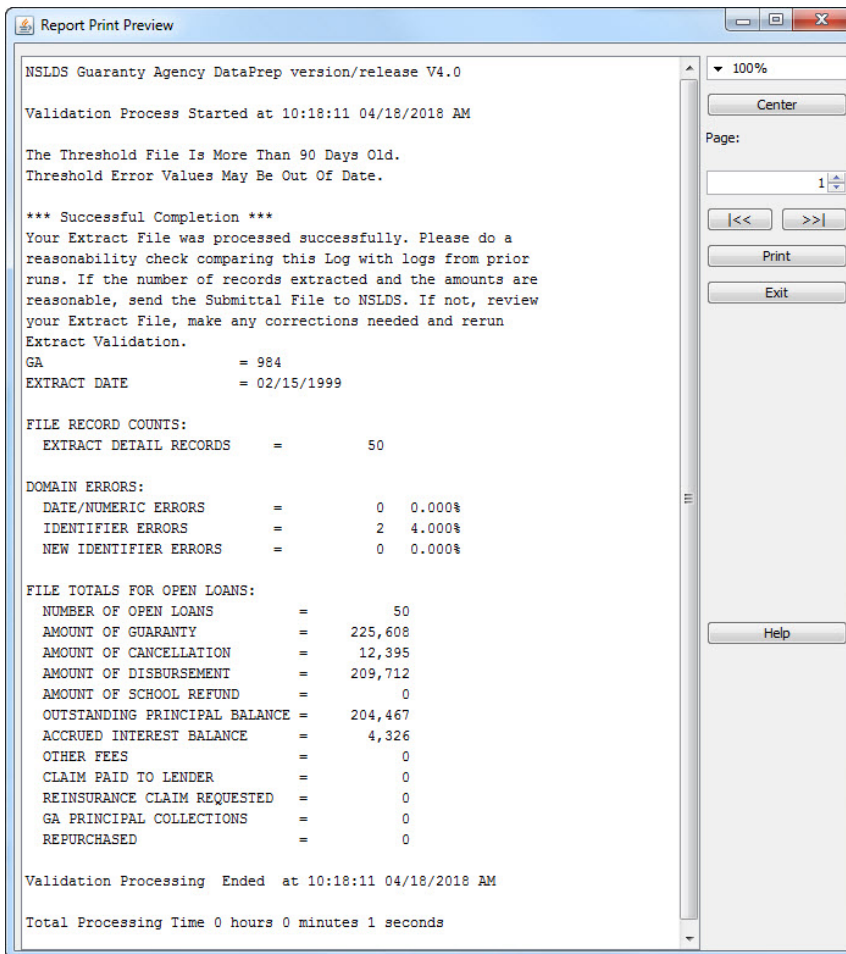 Report Print Preview
NSLDS Guaranty Agency DataPrep version/release V4.0
Validation Process Started at 10:18:11 04/18/2018 AM
The Threshold File Is More Than 90 Days Old.
Threshold Error Values May Be Out Of Date.
*** Successful Completion ***
Your Extract File was processed successfully. Please do a
reasonability check comparing this Log with logs from prior
runs. If the number of records extracted and the amounts are
reasonable, send the Submittal File to NSLDS. If not, review
your Extract File, make any corrections needed and rerun
Extract Validation.
GA = 984
EXTRACT DATE = 02/15/1999
FILE RECORD COUNTS:
EXTRACT DETAIL RECORDS = 50
DOMAIN ERRORS:
DATE/NUMERIC ERRORS = 0 0.000%
IDENTIFIER ERRORS = 2 4.000%
NEW IDENTIFIER ERRORS = 0 0.000%
FILE TOTALS FOR OPEN LOANS:
NUMBER OF OPEN LOANS = 50
AMOUNT OF GUARANTY = 225,608
AMOUNT OF CANCELLATION = 12,395
AMOUNT OF DISBURSEMENT = 209,712
AMOUNT OF SCHOOL REFUND = 0
OUTSTANDING PRINCIPAL BALANCE = 204,467
ACCRUED INTEREST BALANCE = 4,326
OTHER FEES = 0
CLAIM PAID TO LENDER = 0
REINSURANCE CLAIM REQUESTED = 0
GA PRINCIPAL COLLECTIONS = 0
REPURCHASED = 0
Validation Processing Ended at 10:18:11 04/18/2018 AM
Total Processing Time 0 hours 0 minutes 1 seconds
100%
Center
Page:
1
|<< >>|
Print
Exit
Help